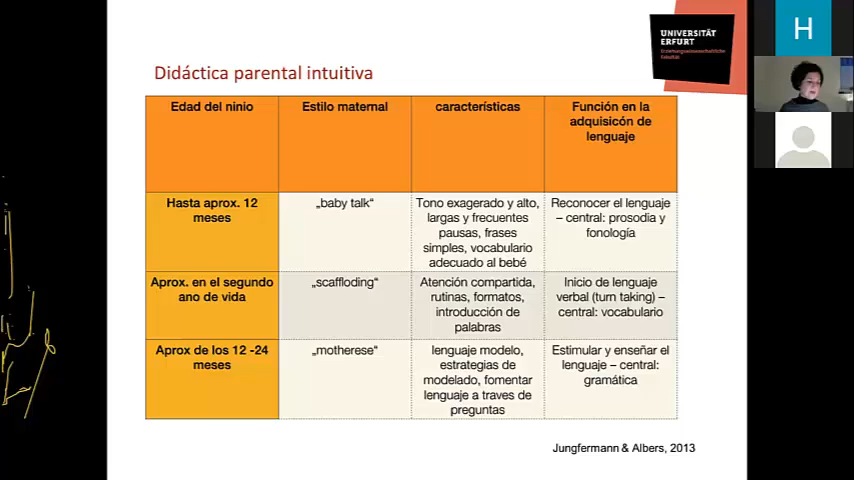 UNIVERSITÄT
ERFURT
Erziehungswissenschaftliche
Fakultät
H
Didáctica parental intuitiva
Edad del ninio
Estilo maternal
características
Función en la
adquisicón de
lenguaje
Hasta aprox. 12
meses
„baby talk“
Tono exagerado y alto,
largas y frecuentes
pausas, frases
simples, vocabulario
adecuado al bebé
Reconocer el lenguaje
– central: prosodia y
fonología
Aprox. en el segundo
ano de vida
„scaffloding“
Atención compartida,
rutinas, formatos,
introducción de
palabras
Inicio de lenguaje
verbal (turn taking) –
central: vocabulario
Aprox de los 12 -24
meses
„motherese“
lenguaje modelo,
estrategias de
modelado, fomentar
lenguaje a traves de
preguntas
Estimular y enseñar el
lenguaje – central:
gramática
Jungfermann & Albers, 2013